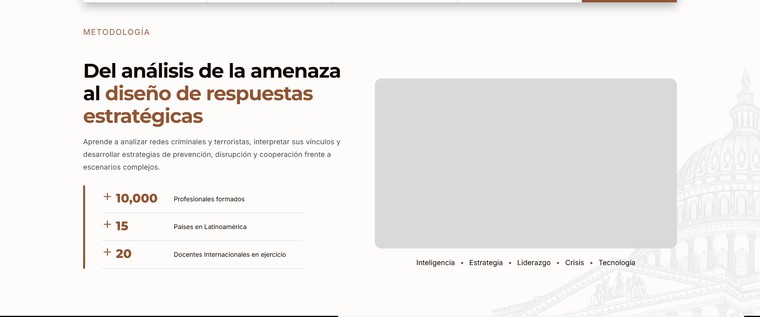 METODOLOGÍA
Del análisis de la amenaza
al diseño de respuestas
estratégicas
Aprende a analizar redes criminales y terroristas, interpretar sus vínculos y
desarrollar estrategias de prevención, disrupción y cooperación frente a
escenarios complejos.
+ 10,000 Profesionales formados
+ 15 Países en Latinoamérica
+ 20 Docentes Internacionales en ejercicio
Inteligencia • Estrategia • Liderazgo • Crisis • Tecnología